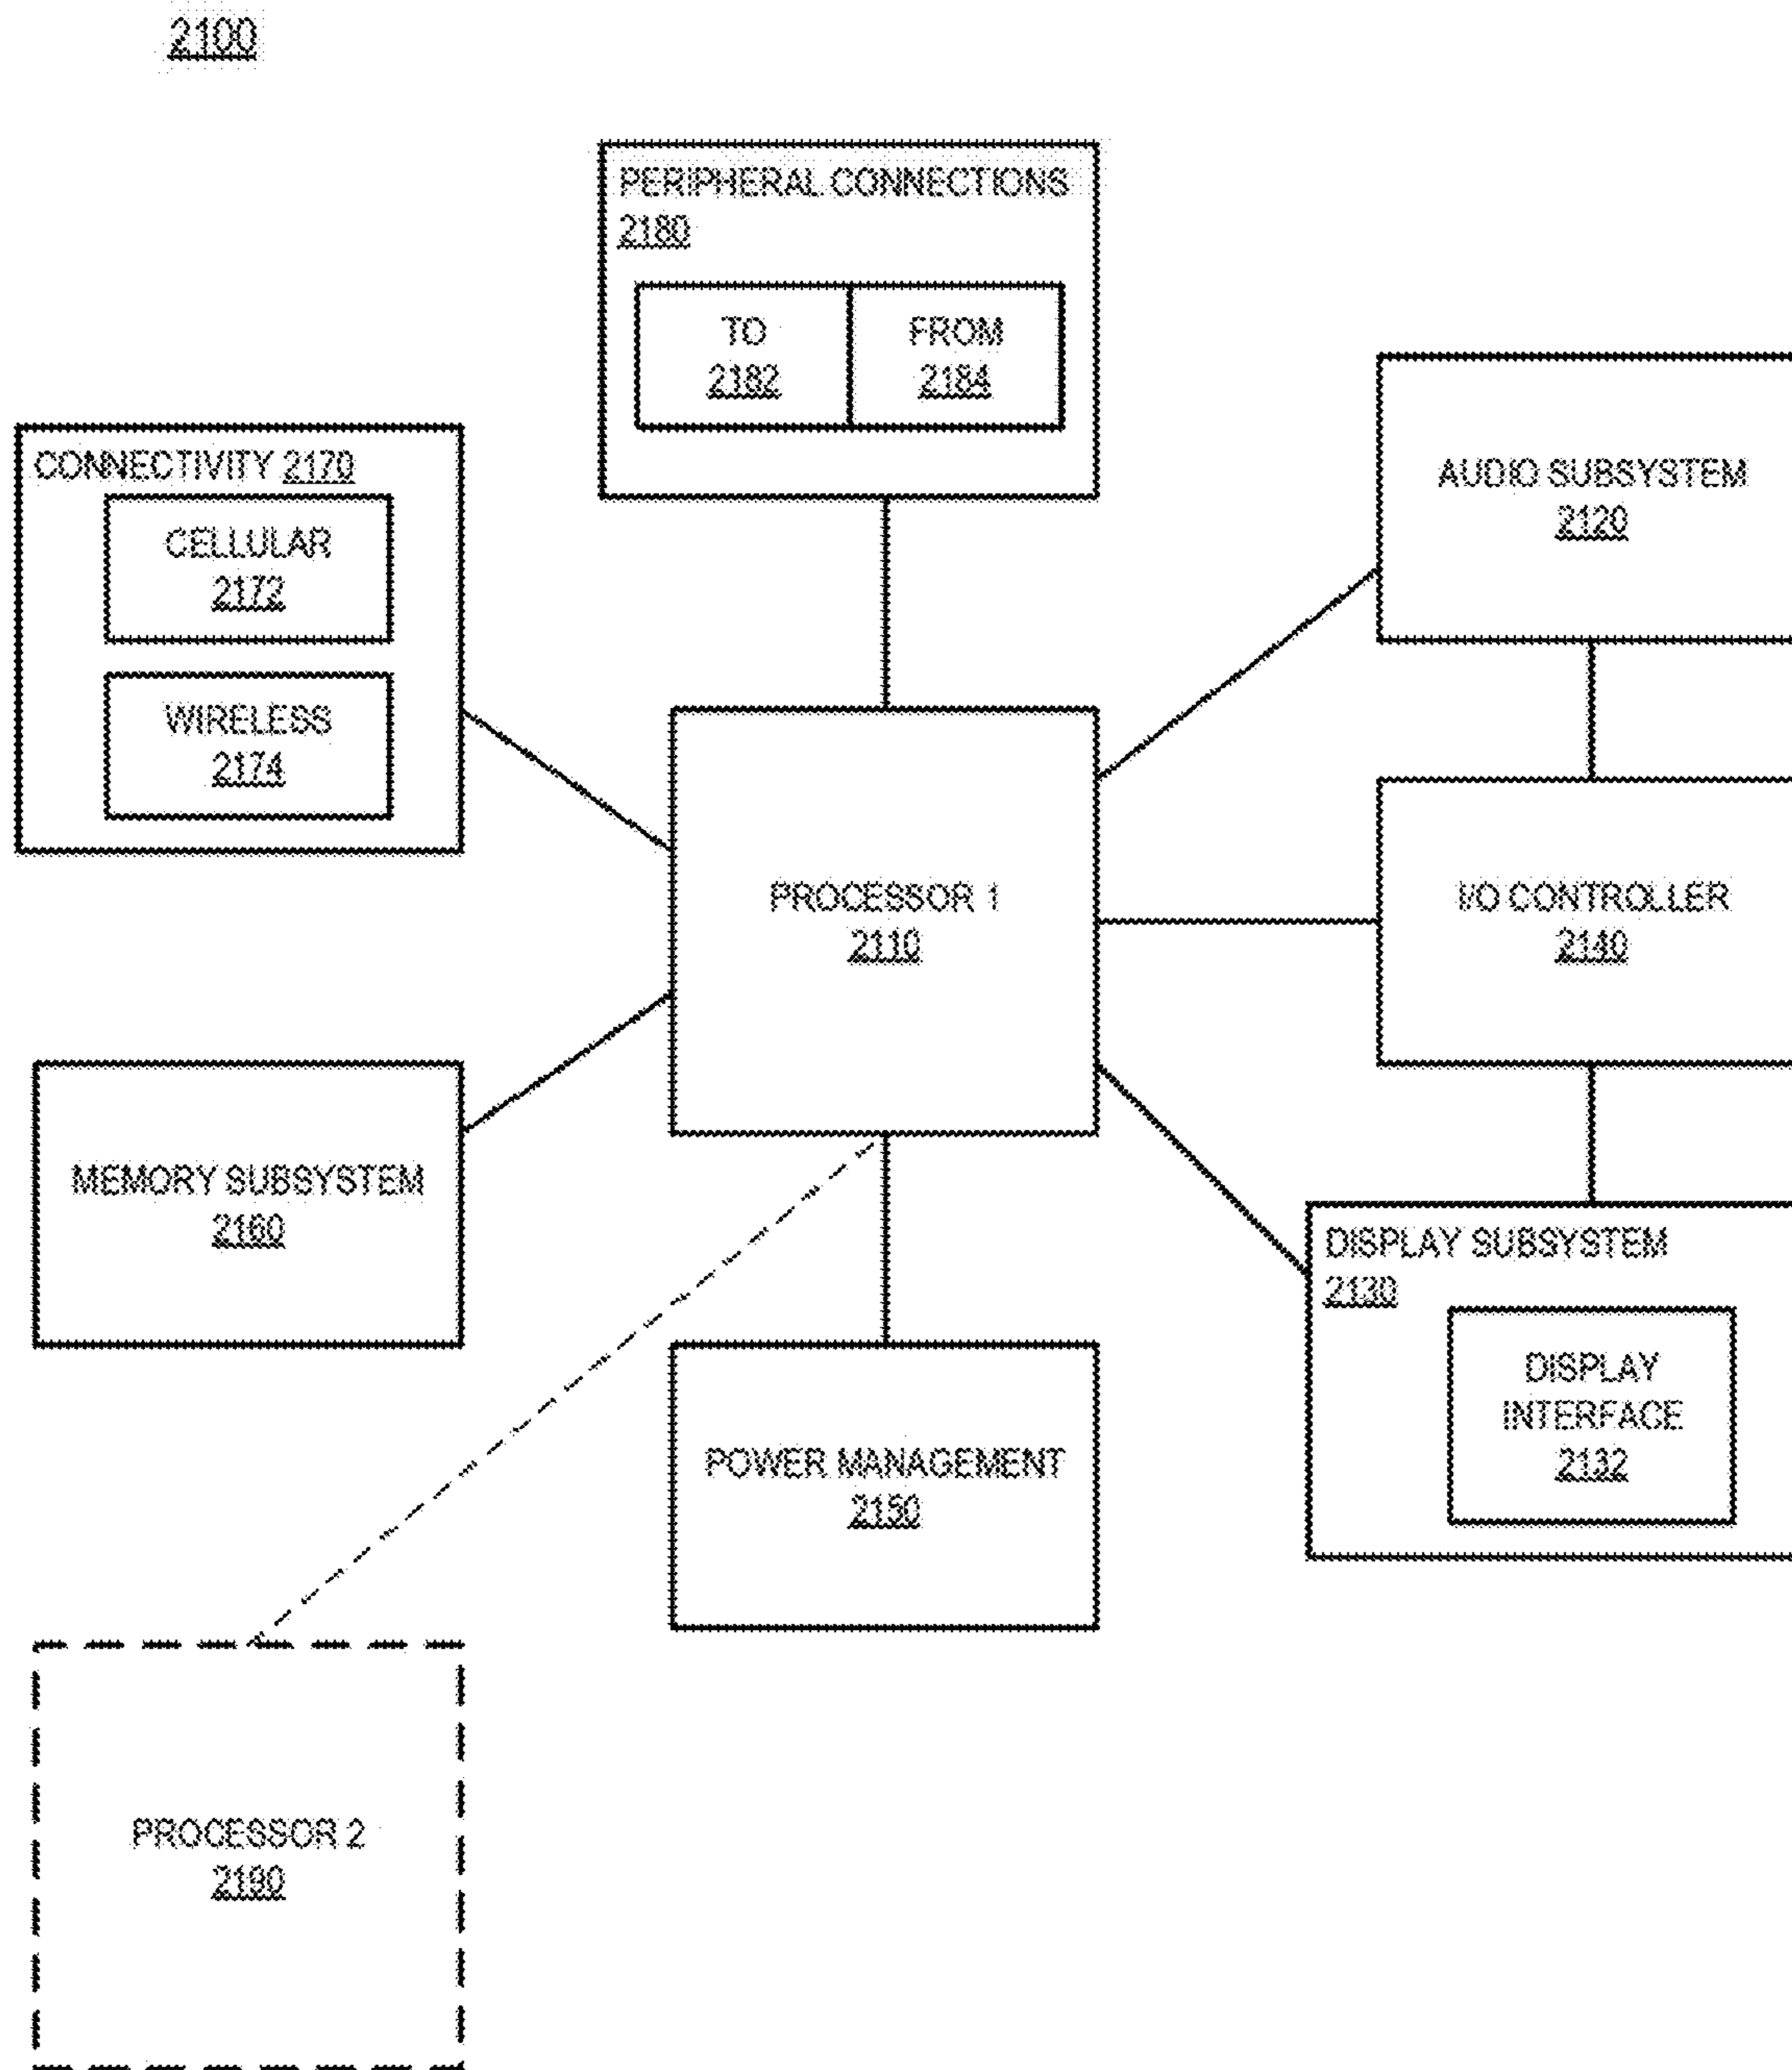 2100
PERIPHERAL CONNECTIONS
2180
TO
2182
FROM
2184
CONNECTIVITY 2170
CELLULAR
2172
WIRELESS
2174
AUDIO SUBSYSTEM
2120
PROCESSOR 1
2110
I/O CONTROLLER
2140
MEMORY SUBSYSTEM
2160
DISPLAY SUBSYSTEM
2130
DISPLAY
INTERFACE
2132
POWER MANAGEMENT
2150
PROCESSOR 2
2190